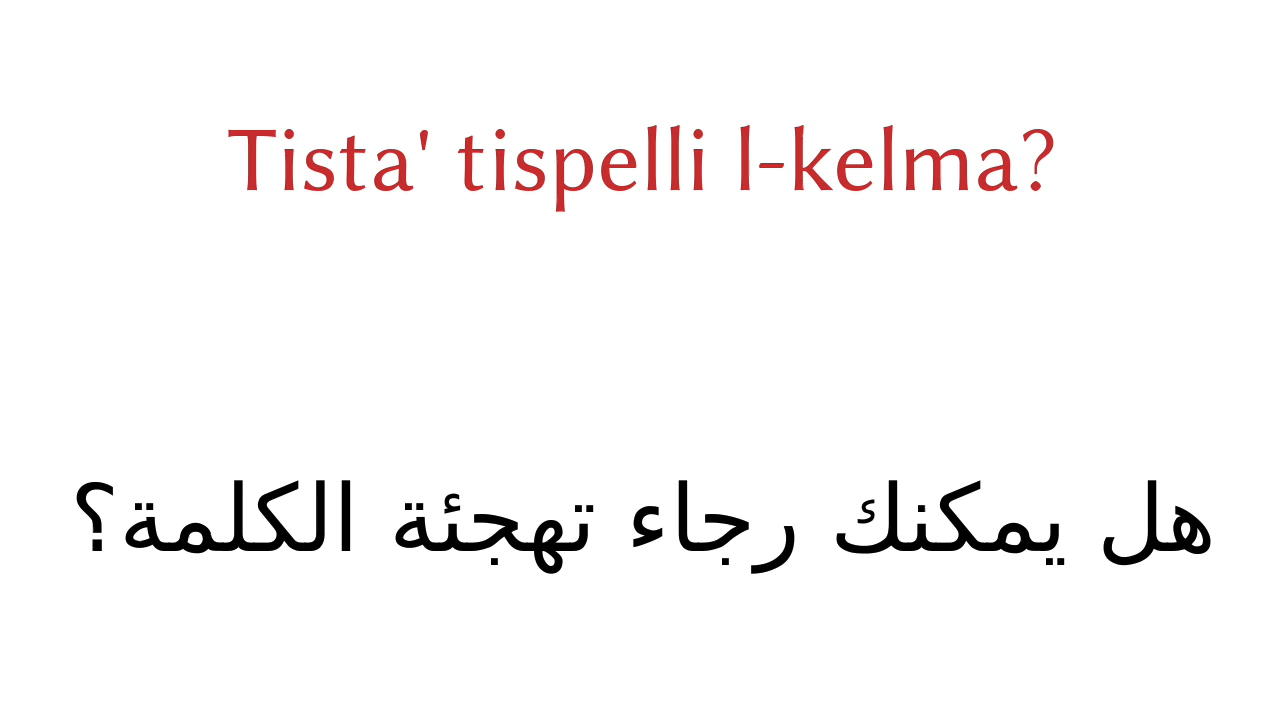 Tista' tispelli l-kelma?
هل يمكنك رجاء تهجئة الكلمة؟